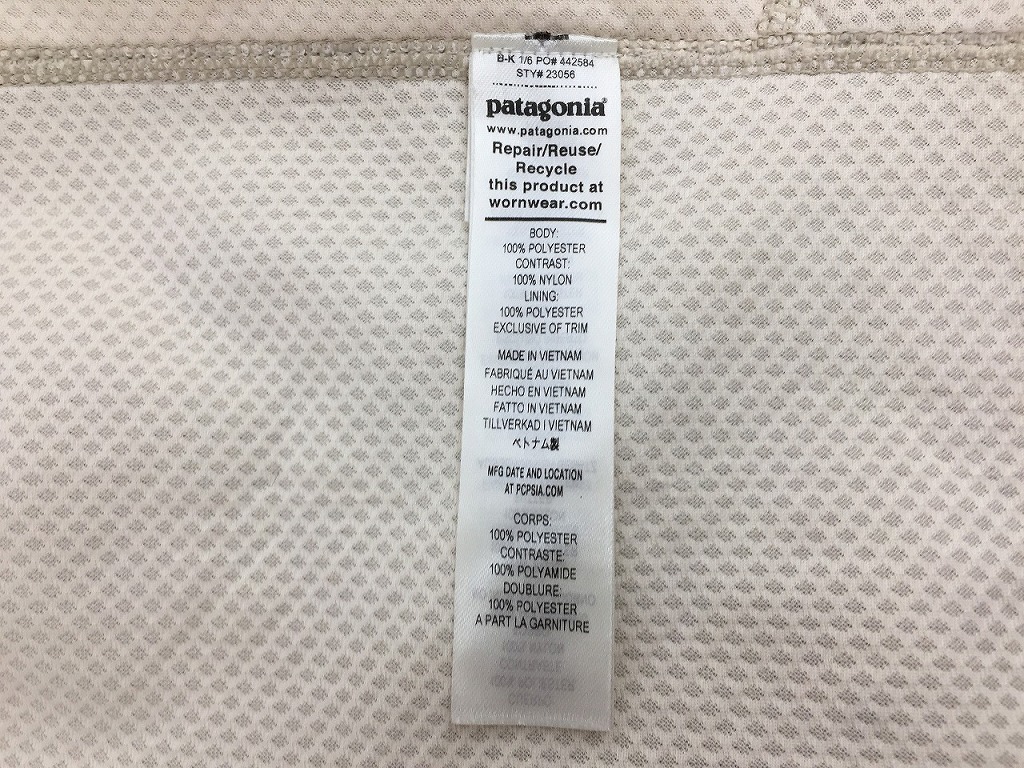 B-K 1/6 PO# 442584
STY# 23056
patagonia®
www.patagonia.com
Repair/Reuse/
Recycle
this product at
wornwear.com
BODY:
100% POLYESTER
CONTRAST:
100% NYLON
LINING:
100% POLYESTER
EXCLUSIVE OF TRIM
MADE IN VIETNAM
FABRIQUÉ AU VIETNAM
HECHO EN VIETNAM
FATTO IN VIETNAM
TILLVERKAD I VIETNAM
ベトナム製
MFG DATE AND LOCATION
AT PCPSIA.COM
CORPS:
100% POLYESTER
CONTRASTE:
100% POLYAMIDE
DOUBLURE:
100% POLYESTER
A PART LA GARNITURE